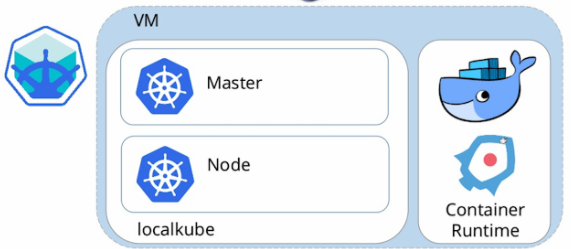 VM
Master
Node
localkube
Container
Runtime